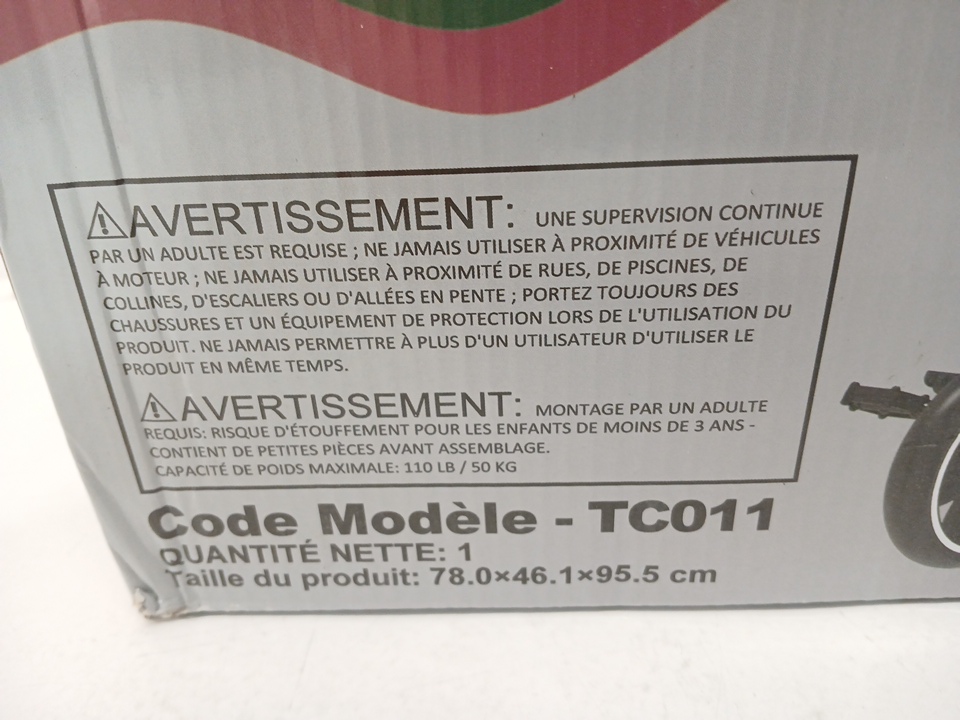 ⚠AVERTISSEMENT: UNE SUPERVISION CONTINUE
PAR UN ADULTE EST REQUISE ; NE JAMAIS UTILISER À PROXIMITÉ DE VÉHICULES
À MOTEUR ; NE JAMAIS UTILISER À PROXIMITÉ DE RUES, DE PISCINES, DE
COLLINES, D'ESCALIERS OU D'ALLÉES EN PENTE ; PORTEZ TOUJOURS DES
CHAUSSURES ET UN ÉQUIPEMENT DE PROTECTION LORS DE L'UTILISATION DU
PRODUIT. NE JAMAIS PERMETTRE À PLUS D'UN UTILISATEUR D'UTILISER LE
PRODUIT EN MÊME TEMPS.
⚠AVERTISSEMENT: MONTAGE PAR UN ADULTE
REQUIS: RISQUE D'ÉTOUFFEMENT POUR LES ENFANTS DE MOINS DE 3 ANS -
CONTIENT DE PETITES PIÈCES AVANT ASSEMBLAGE.
CAPACITÉ DE POIDS MAXIMALE: 110 LB / 50 KG
Code Modèle - TC011
QUANTITÉ NETTE: 1
Taille du produit: 78.0×46.1×95.5 cm